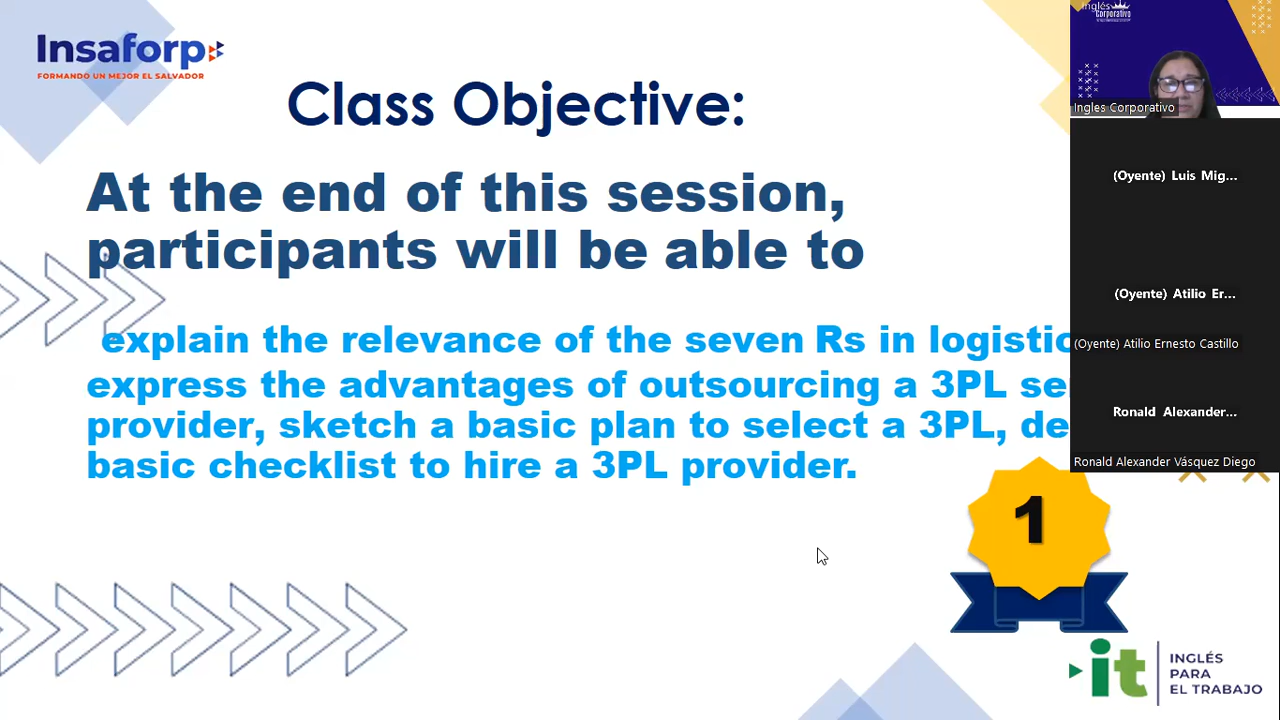 Insaforp
FORMANDO UN MEJOR EL SALVADOR
Class Objective:
At the end of this session,
participants will be able to
explain the relevance of the seven Rs in
express the advantages of outsourcing a 3PL
provider, sketch a basic plan to select a 3PL,
basic checklist to hire a 3PL provider.
1
it
INGLÉS
PARA
EL TRABAJO
Inglés
Corporativo
Ingles Corporativo
(Oyente) Luis Mig...
(Oyente) Atilio Er...
(Oyente) Atilio Ernesto Castillo
Ronald Alexander...
Ronald Alexander Vásquez Diego